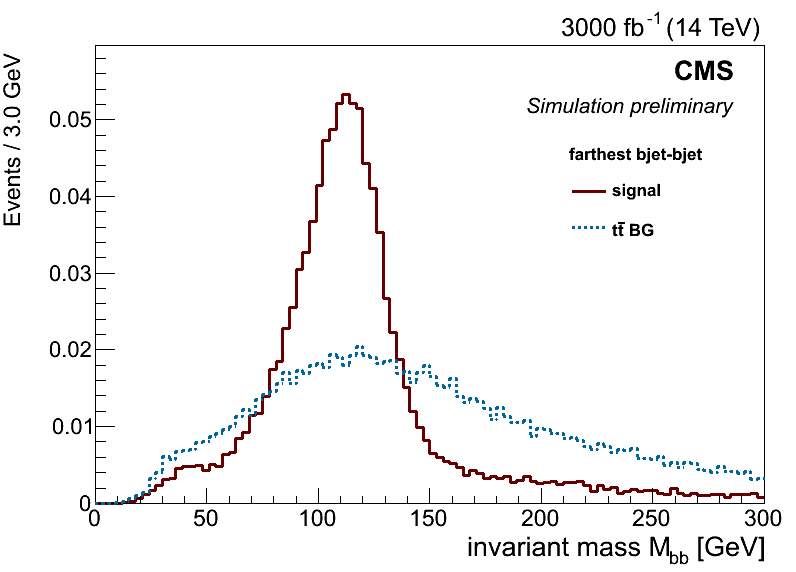 3000 fb⁻¹ (14 TeV)
Events / 3.0 GeV
CMS
Simulation preliminary
farthest bjet-bjet
signal
tt̄ BG
0.05
0.04
0.03
0.02
0.01
0
0 50 100 150 200 250 300
invariant mass M_bb [GeV]